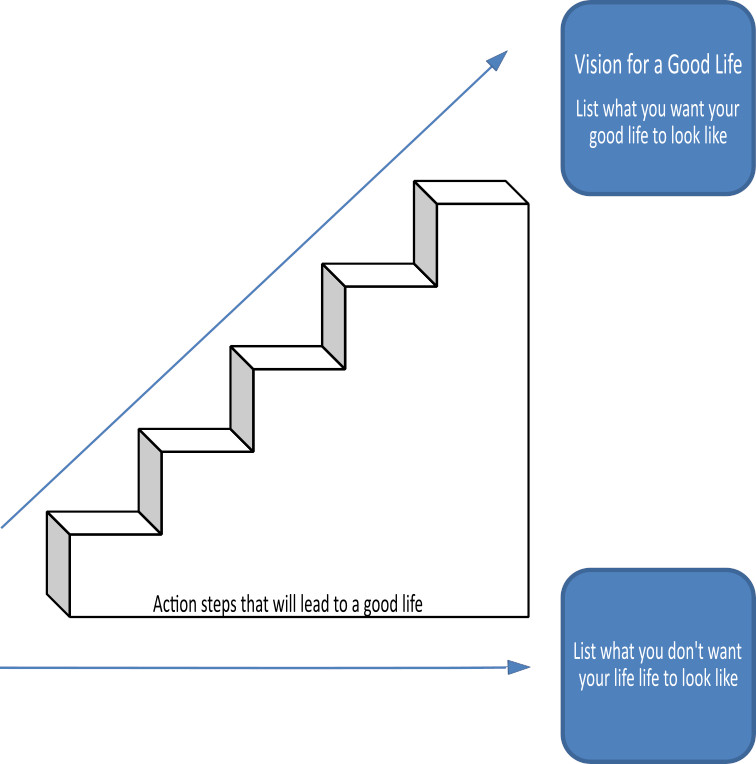 Vision for a Good Life
List what you want your
good life to look like
Action steps that will lead to a good life
List what you don't want
your life life to look like